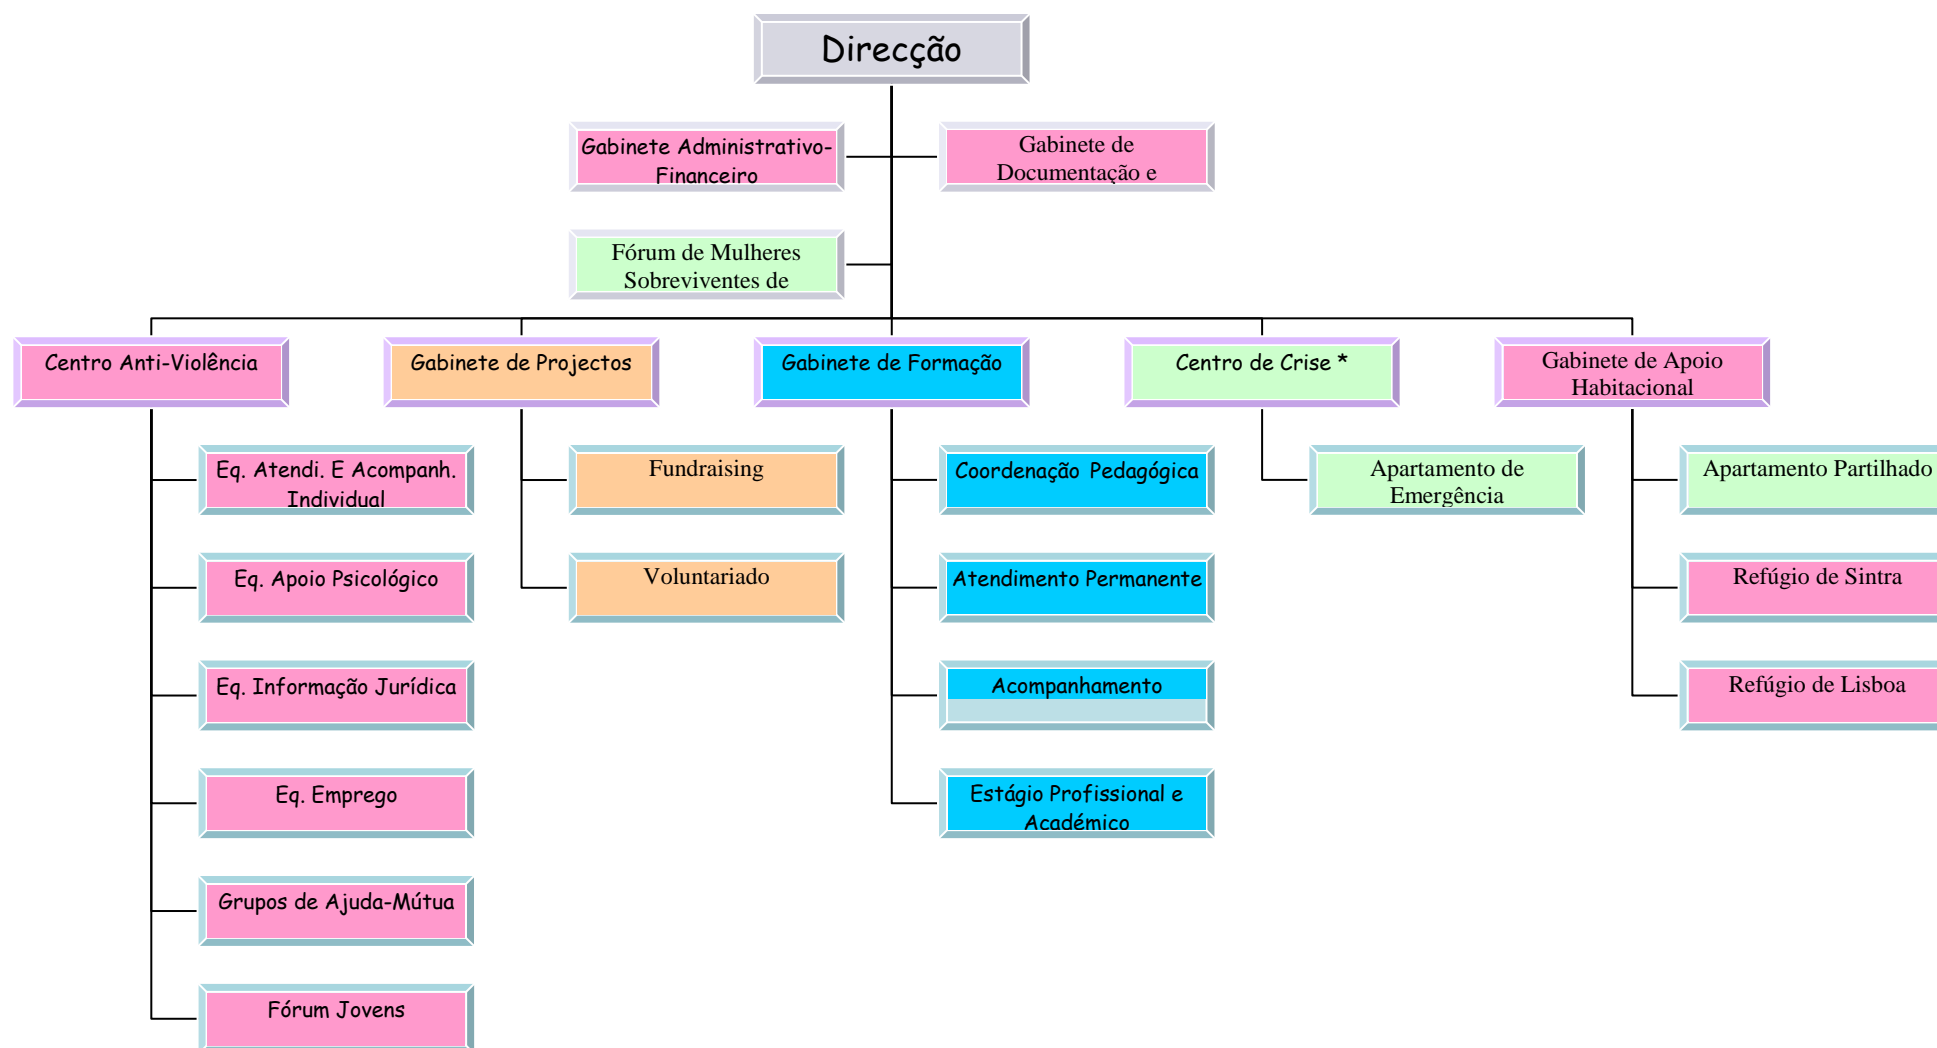 Direcção
Gabinete Administrativo-
Financeiro
Gabinete de
Documentação e
Fórum de Mulheres
Sobreviventes de
Centro Anti-Violência
Gabinete de Projectos
Gabinete de Formação
Centro de Crise *
Gabinete de Apoio
Habitacional
Eq. Atendi. E Acompanh.
Individual
Eq. Apoio Psicológico
Eq. Informação Jurídica
Eq. Emprego
Grupos de Ajuda-Mútua
Fórum Jovens
Fundraising
Voluntariado
Coordenação Pedagógica
Atendimento Permanente
Acompanhamento
Estágio Profissional e
Académico
Apartamento de
Emergência
Apartamento Partilhado
Refúgio de Sintra
Refúgio de Lisboa